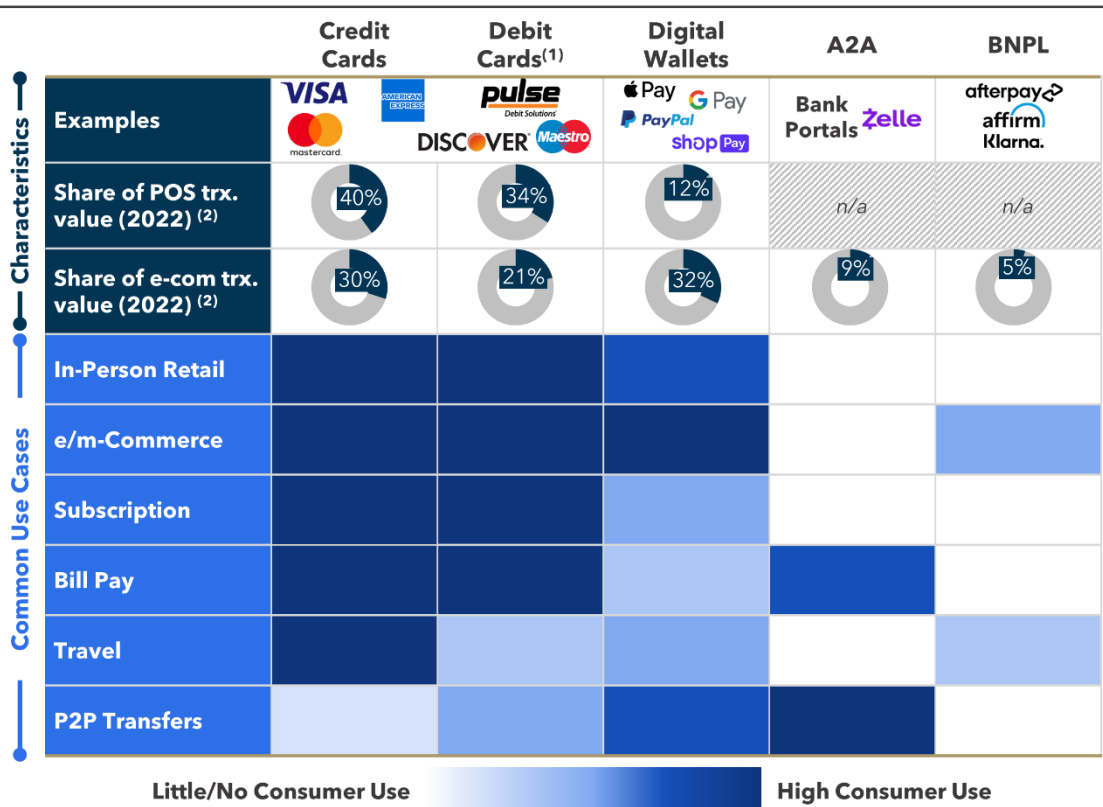 Credit
Cards
Debit
Cards(1)
Digital
Wallets
A2A
BNPL
Characteristics
Examples
VISA
AMERICAN
EXPRESS
mastercard.
pulse
Debit Solutions
DISCOVER
Maestro
Pay
G Pay
PayPal
shop Pay
Bank
Portals
Zelle
afterpay
affirm
Klarna.
Share of POS trx.
value (2022) (2)
40%
34%
12%
n/a
n/a
Share of e-com trx.
value (2022) (2)
30%
21%
32%
9%
5%
Common Use Cases
In-Person Retail
e/m-Commerce
Subscription
Bill Pay
Travel
P2P Transfers
Little/No Consumer Use
High Consumer Use